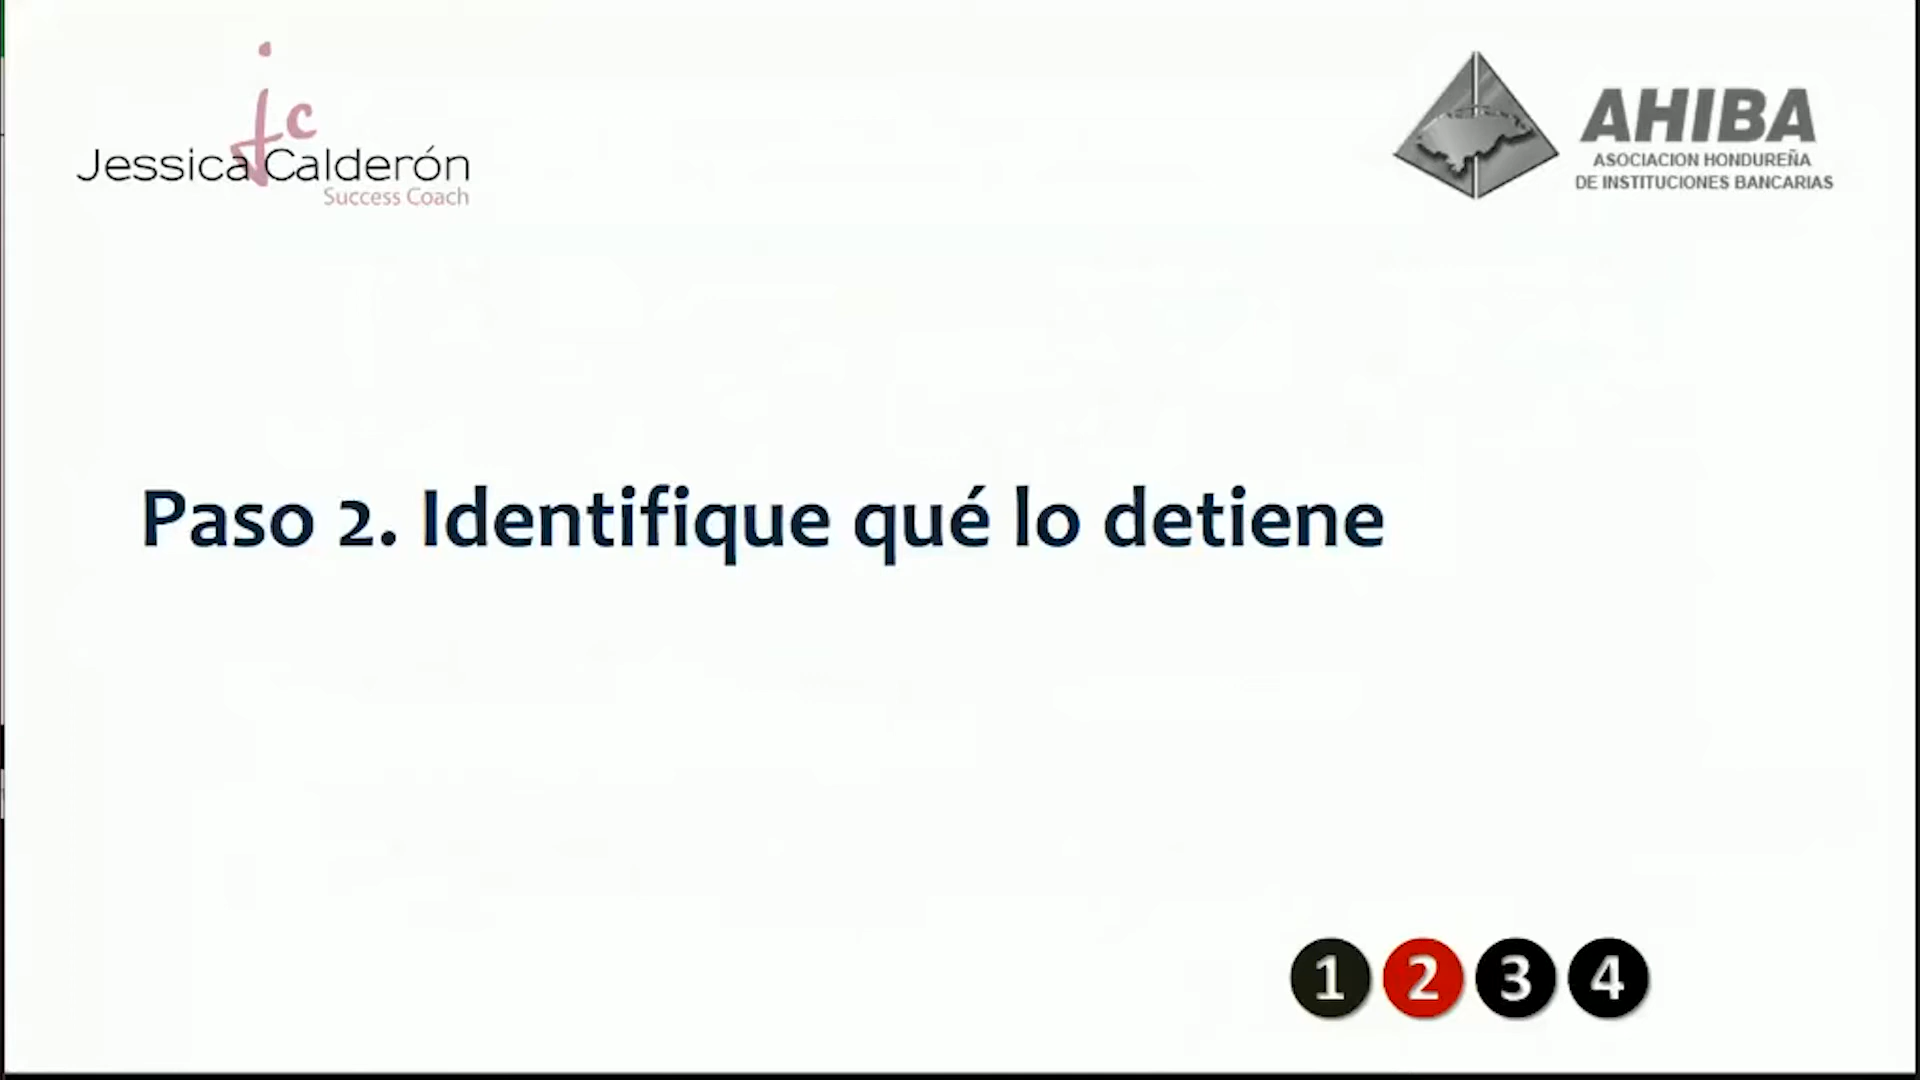 jc
Jessica Calderón
Success Coach
AHIBA
ASOCIACION HONDUREÑA
DE INSTITUCIONES BANCARIAS
Paso 2. Identifique qué lo detiene
1 2 3 4